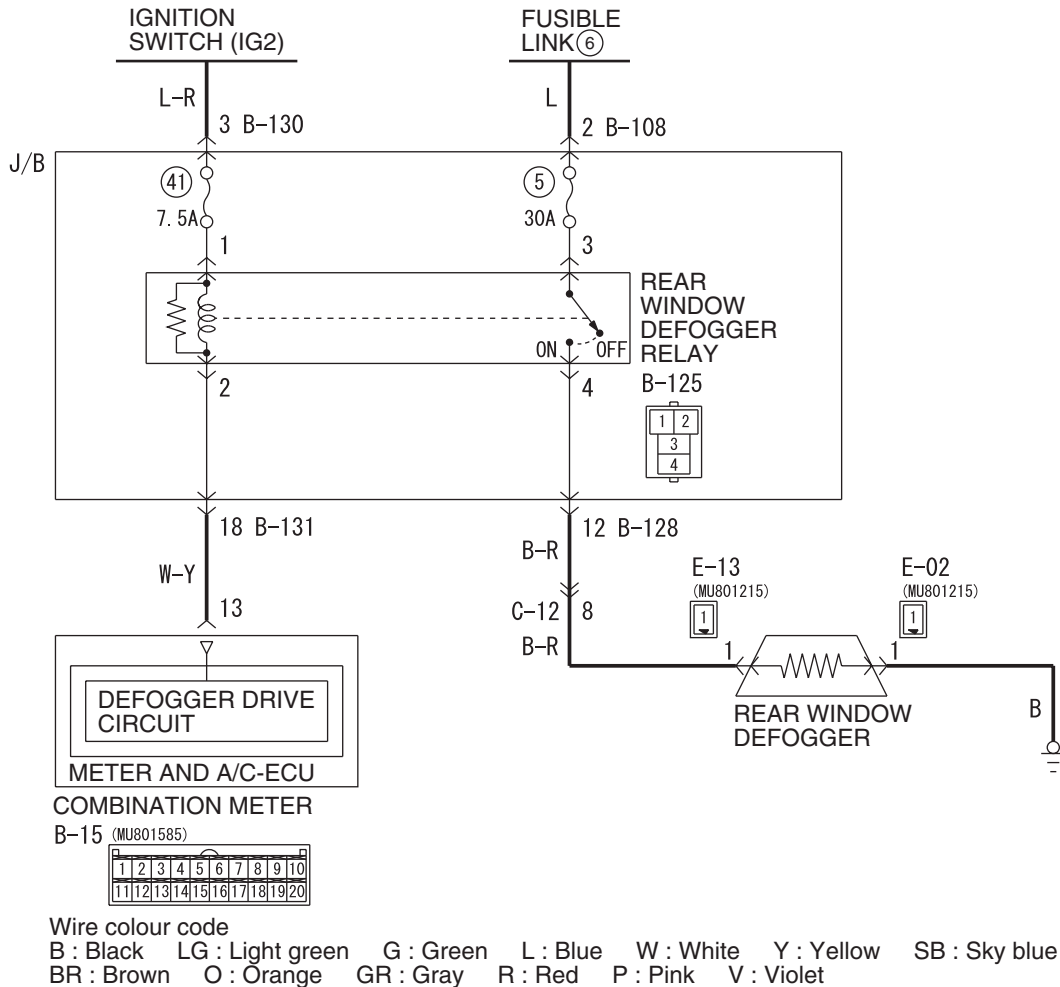 IGNITION
SWITCH (IG2)
FUSIBLE
LINK ⑥
L-R
L
3 B-130
2 B-108
J/B
㊶
7.5A
⑤
30A
1
3
REAR
WINDOW
DEFOGGER
RELAY
ON
OFF
2
4
B-125
1 2
3
4
18 B-131
12 B-128
B-R
W-Y
13
C-12
8
B-R
E-13
(MU801215)
1
E-02
(MU801215)
1
1
1
DEFOGGER DRIVE
CIRCUIT
REAR WINDOW
DEFOGGER
B
METER AND A/C-ECU
COMBINATION METER
B-15 (MU801585)
1 2 3 4 5 6 7 8 9 10
11 12 13 14 15 16 17 18 19 20
Wire colour code
B : Black LG : Light green G : Green L : Blue W : White Y : Yellow SB : Sky blue
BR : Brown O : Orange GR : Gray R : Red P : Pink V : Violet